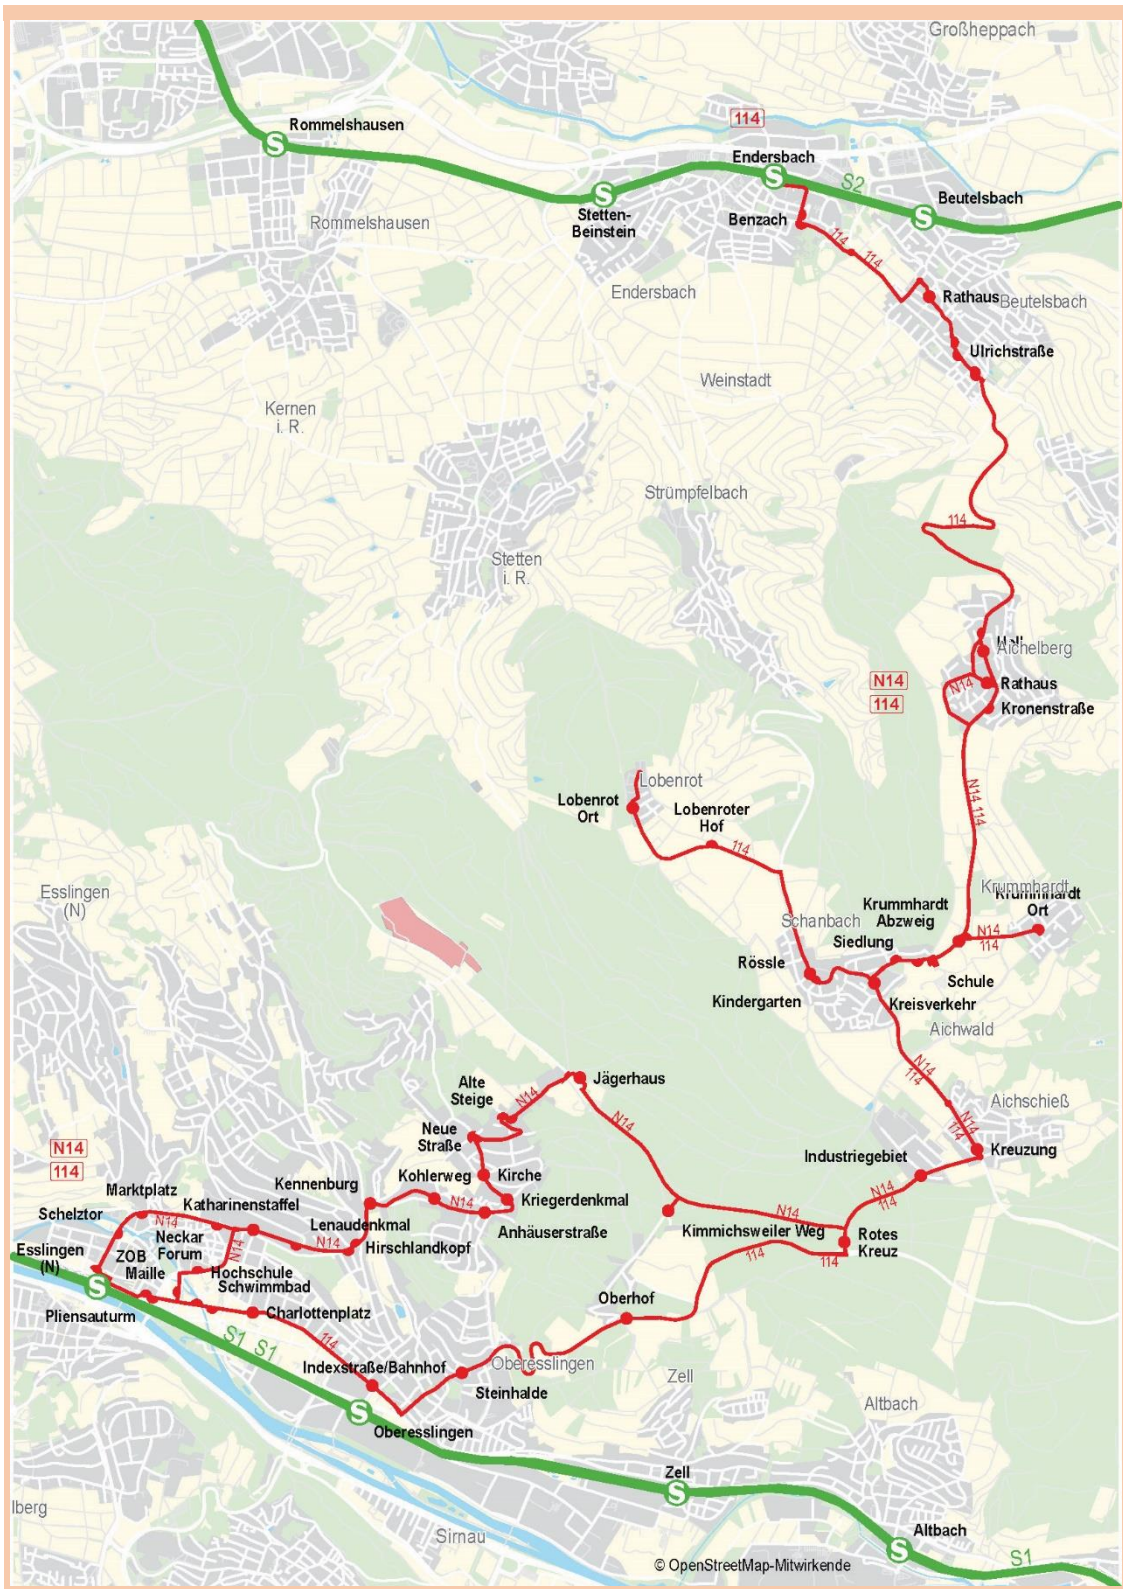 Großheppach
114
Rommelshausen
Endersbach
S
S
S2
Beutelsbach
S
Stetten-
Beinstein
S
Benzach
Rommelshausen
114
114
Endersbach
Rathaus
Beutelsbach
Ulrichstraße
Weinstadt
Kernen
i. R.
Strümpfelbach
114
Stetten
i. R.
Aichelberg
N14
114
N14
Rathaus
Kronenstraße
Lobenrot
Lobenrot
Ort
Lobenroter
Hof
N14 114
114
Krummhardt
Krummhardt
Ort
Esslingen
(N)
Krummhardt
Abzweig
Schanbach
Siedlung
N14
114
Rössle
Schule
Kindergarten
Kreisverkehr
Aichwald
N14
114
Jägerhaus
Alte
Steige
N14
Aichschieß
Neue
Straße
N14
N14
114
N14
114
Kreuzung
Industriegebiet
Kohlerweg
Kirche
Kennenburg
Marktplatz
Katharinenstaffel
N14
Kriegerdenkmal
N14
114
N14
Schelztor
N14
Lenaudenkmal
Anhäuserstraße
Kimmichsweiler Weg
Rotes
Kreuz
Neckar
Forum
N14
N14
Hirschlandkopf
Esslingen
(N)
ZOB
Maille
114
114
Hochschule
Schwimmbad
S
Oberhof
Pliensauturm
Charlottenplatz
S1 S1
114
Indexstraße/Bahnhof
Oberesslingen
Steinhalde
Zell
Altbach
S
Oberesslingen
Zell
S
lberg
Sirnau
Altbach
S
S1
© OpenStreetMap-Mitwirkende